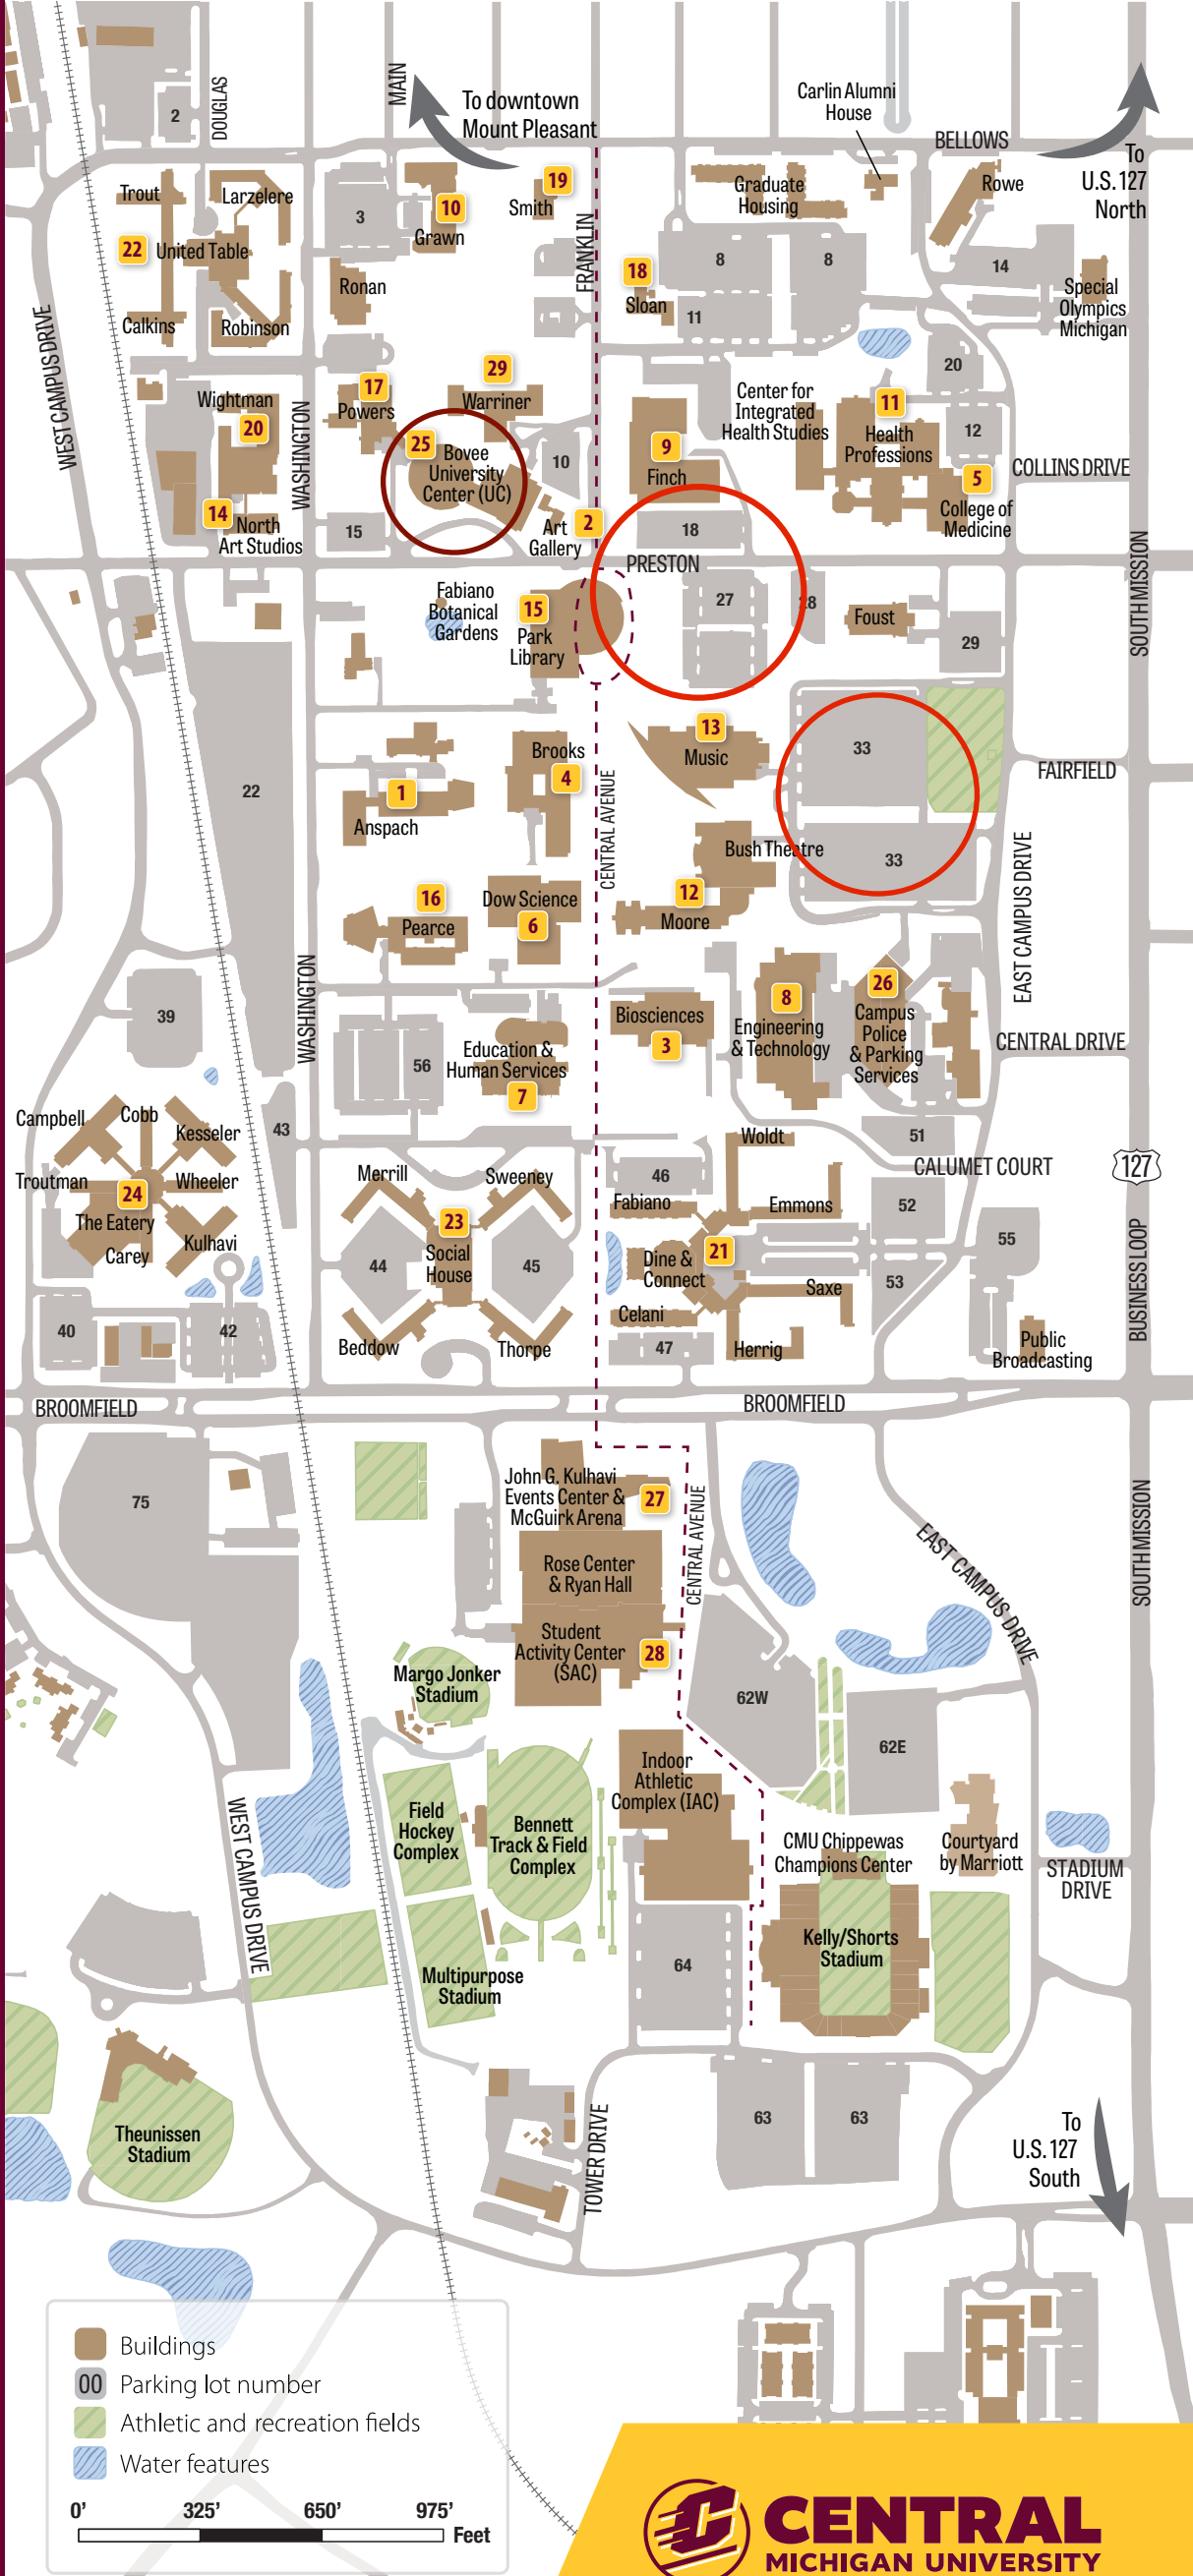 2
DOUGLAS
MAIN
To downtown
Mount Pleasant
Carlin Alumni
House
BELLOWS
To
U.S. 127
North
Trout
Larzelere
22
United Table
Calkins
Robinson
3
10
Grawn
19
Smith
Ronan
FRANKLIN
Graduate
Housing
Rowe
8
8
14
18
Sloan
11
Special
Olympics
Michigan
WEST CAMPUS DRIVE
20
Wightman
20
WASHINGTON
17
Powers
29
Warriner
25
Bovee
University
Center (UC)
10
9
Finch
Center for
Integrated
Health Studies
11
Health
Professions
12
COLLINS DRIVE
5
College of
Medicine
14
North
Art Studios
15
Art
Gallery
2
18
PRESTON
SOUTH MISSION
Fabiano
Botanical
Gardens
15
Park
Library
27
28
Foust
29
22
Brooks
4
13
Music
33
FAIRFIELD
1
Anspach
CENTRAL AVENUE
Bush Theatre
33
EAST CAMPUS DRIVE
16
Pearce
Dow Science
6
12
Moore
39
WASHINGTON
56
Education &
Human Services
7
Biosciences
3
8
Engineering
& Technology
26
Campus
Police
& Parking
Services
CENTRAL DRIVE
Campbell
Cobb
Kesseler
43
Troutman
24
Wheeler
The Eatery
Carey
Kulhavi
Merrill
Sweeney
23
Social
House
44
45
Beddow
Thorpe
Woldt
51
46
CALUMET COURT
127
Fabiano
Emmons
52
55
Dine &
Connect
21
Saxe
53
Celani
47
Herrig
Public
Broadcasting
BUSINESS LOOP
40
42
BROOMFIELD
BROOMFIELD
75
John G. Kulhavi
Events Center &
McGuirk Arena
27
CENTRAL AVENUE
Rose Center
& Ryan Hall
Student
Activity Center
(SAC)
28
EAST CAMPUS DRIVE
SOUTH MISSION
Margo Jonker
Stadium
62W
62E
Indoor
Athletic
Complex (IAC)
Field
Hockey
Complex
Bennett
Track & Field
Complex
CMU Chippewas
Champions Center
Courtyard
by Marriott
STADIUM
DRIVE
WEST CAMPUS DRIVE
Kelly/Shorts
Stadium
64
Multipurpose
Stadium
63
63
Theunissen
Stadium
TOWER DRIVE
To
U.S. 127
South
Buildings
00 Parking lot number
Athletic and recreation fields
Water features
0' 325' 650' 975'
Feet
C
CENTRAL
MICHIGAN UNIVERSITY